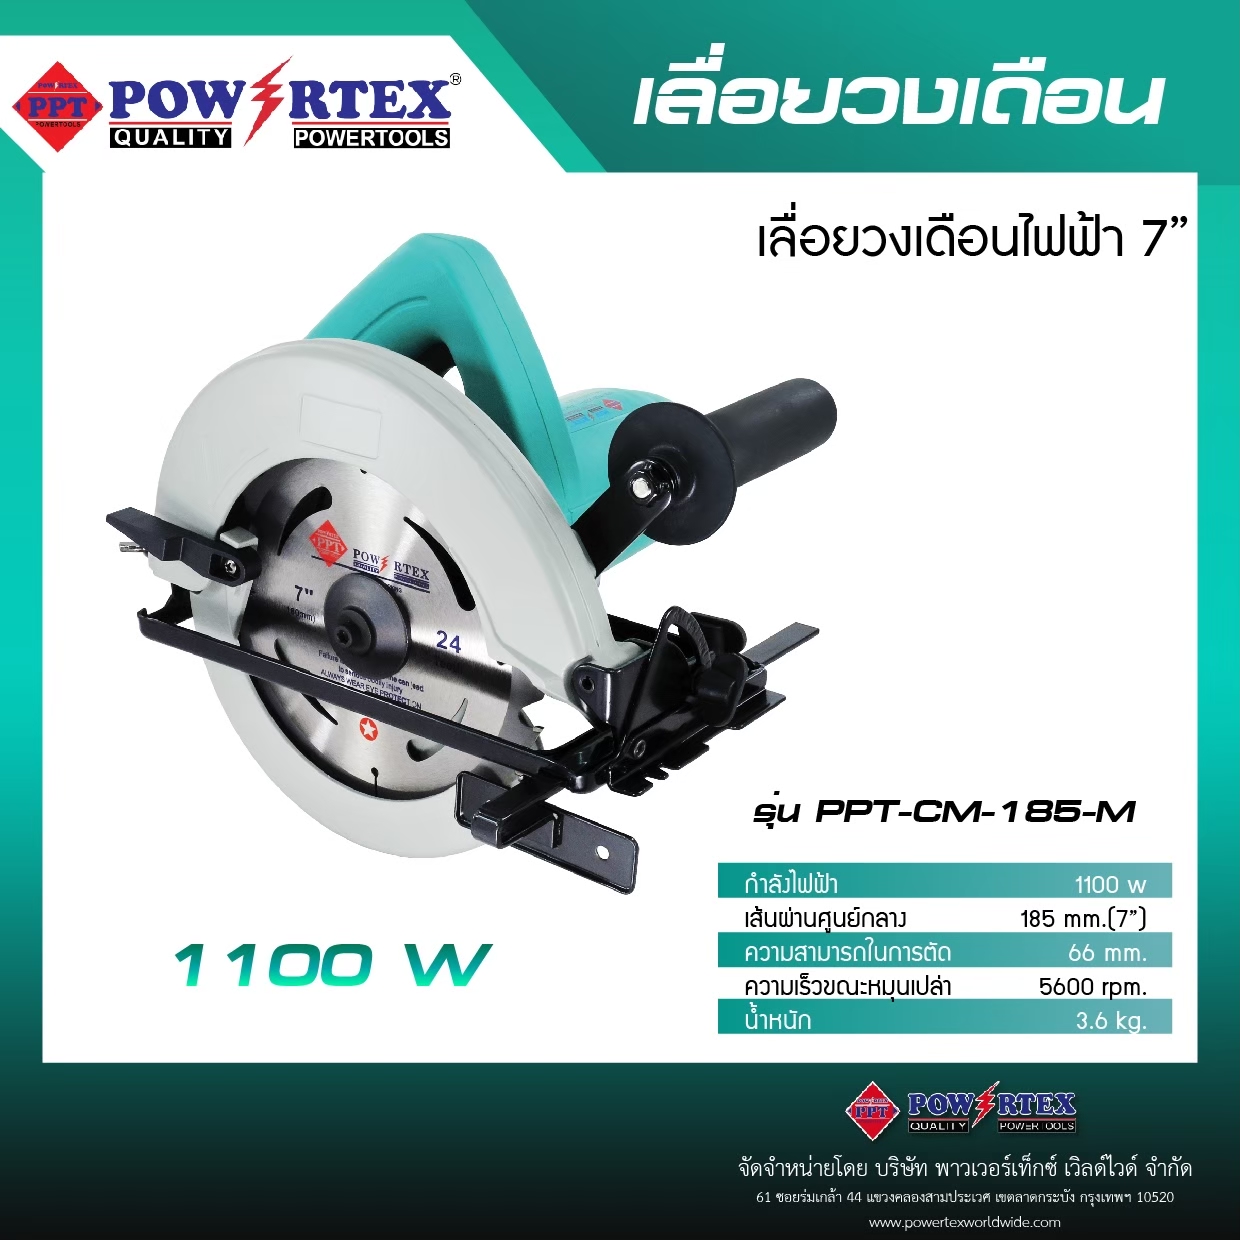 POWERTEX
PPT
POWERTOOLS
POWERTEX®
QUALITY POWERTOOLS
เลื่อยวงเดือน
เลื่อยวงเดือนไฟฟ้า 7”
PPT
POWERTEX
QUALITY
7"
24
ALWAYS WEAR EYE PROTECTION
รุ่น PPT-CM-185-M
กำลังไฟฟ้า 1100 w
เส้นผ่านศูนย์กลาง 185 mm.(7”)
ความสามารถในการตัด 66 mm.
ความเร็วขณะหมุนเปล่า 5600 rpm.
น้ำหนัก 3.6 kg.
1100 W
PPT
POWERTEX
QUALITY POWERTOOLS
จัดจำหน่ายโดย บริษัท พาวเวอร์เท็กซ์ เวิลด์ไวด์ จำกัด
61 ซอยร่มเกล้า 44 แขวงคลองสามประเวศ เขตลาดกระบัง กรุงเทพฯ 10520
www.powertexworldwide.com